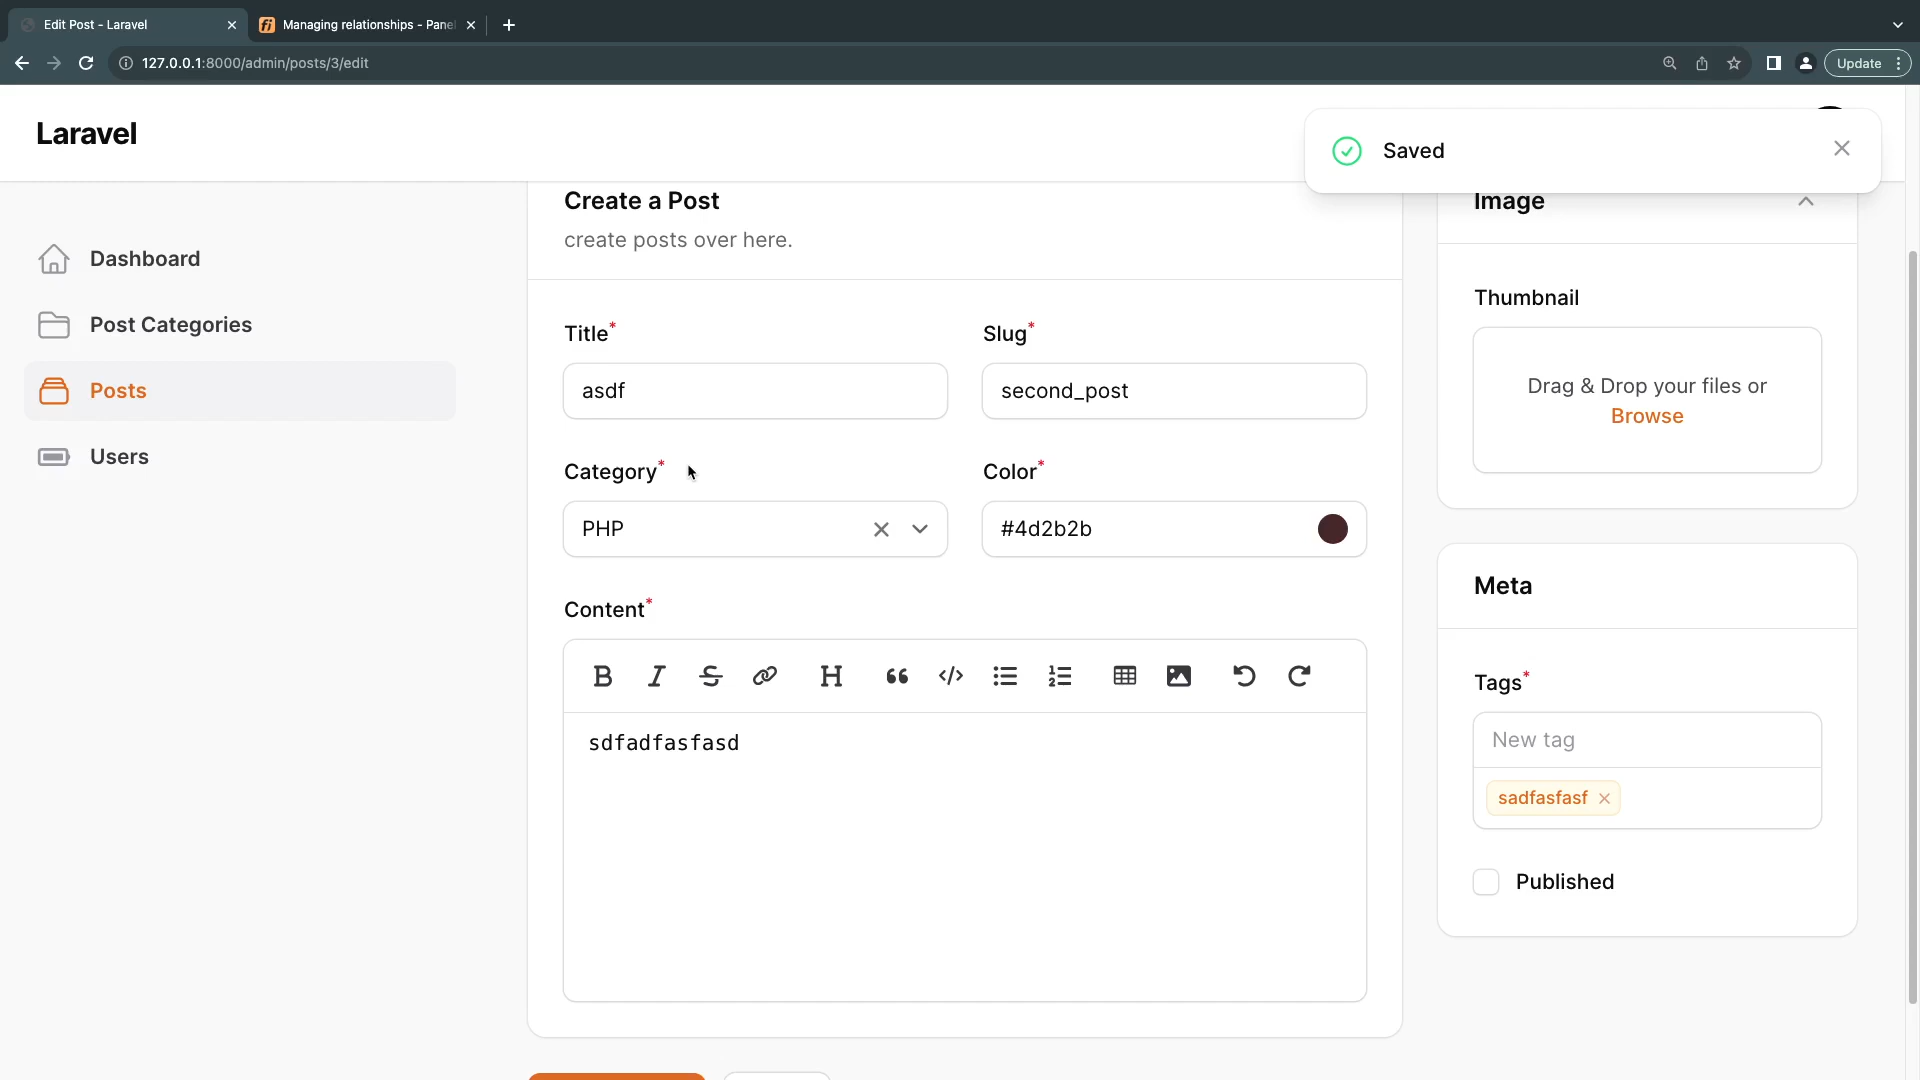 Edit Post - Laravel
Managing relationships - Pane
127.0.0.1:8000/admin/posts/3/edit
Update
Laravel
Saved
Dashboard
Post Categories
Posts
Users
Create a Post
create posts over here.
Title*
Slug*
asdf
second_post
Category*
Color*
PHP
#4d2b2b
Content*
sdfadfasfasd
Image
Thumbnail
Drag & Drop your files or
Browse
Meta
Tags*
New tag
sadfasfasf
Published